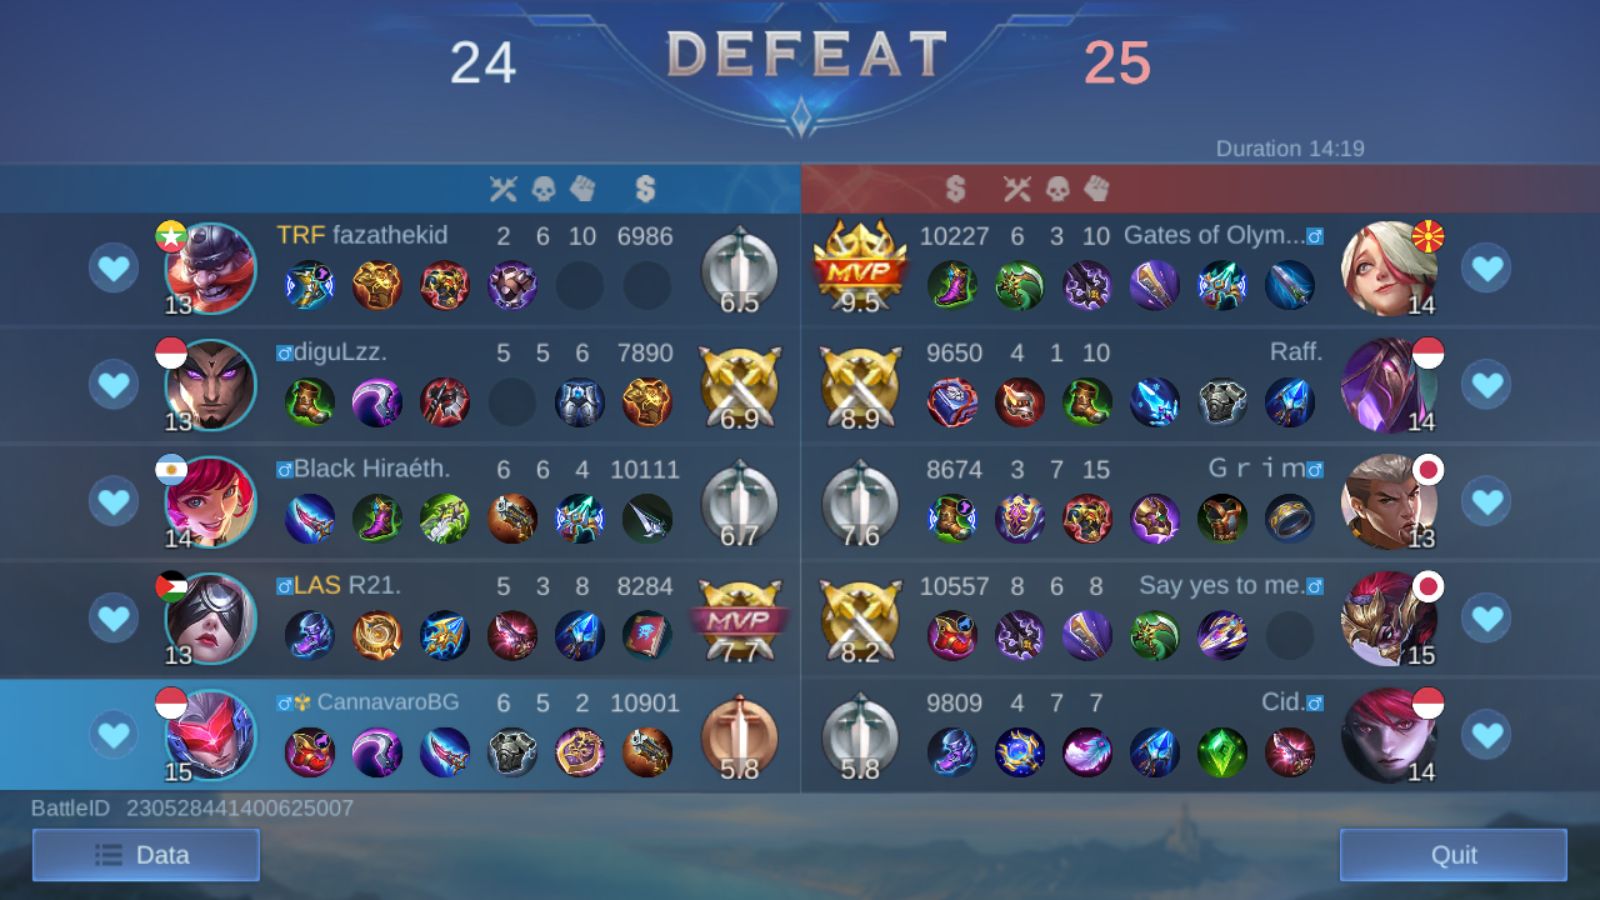 24 DEFEAT 25
Duration 14:19
TRF fazathekid 2 6 10 6986
13 6.5
MVP 9.5 10227 6 3 10 Gates of Olym... 14
diguLzz. 5 5 6 7890
13 6.9
8.9 9650 4 1 10 Raff. 14
Black Hiraéth. 6 6 4 10111
14 6.7
7.6 8674 3 7 15 G r i m 13
LAS R21. 5 3 8 8284
13 MVP 7.7
8.2 10557 8 6 8 Say yes to me. 15
CannavaroBG 6 5 2 10901
15 5.8
5.8 9809 4 7 7 Cid. 14
BattleID 230528441400625007
Data Quit